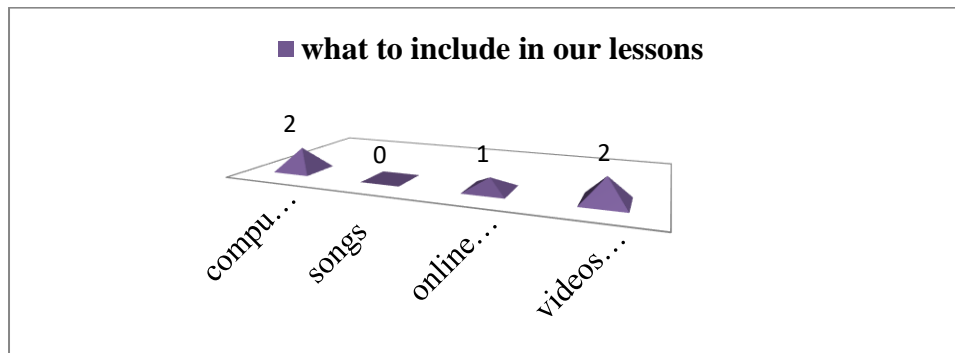 what to include in our lessons
2
0
1
2
compu…
songs
online…
videos…